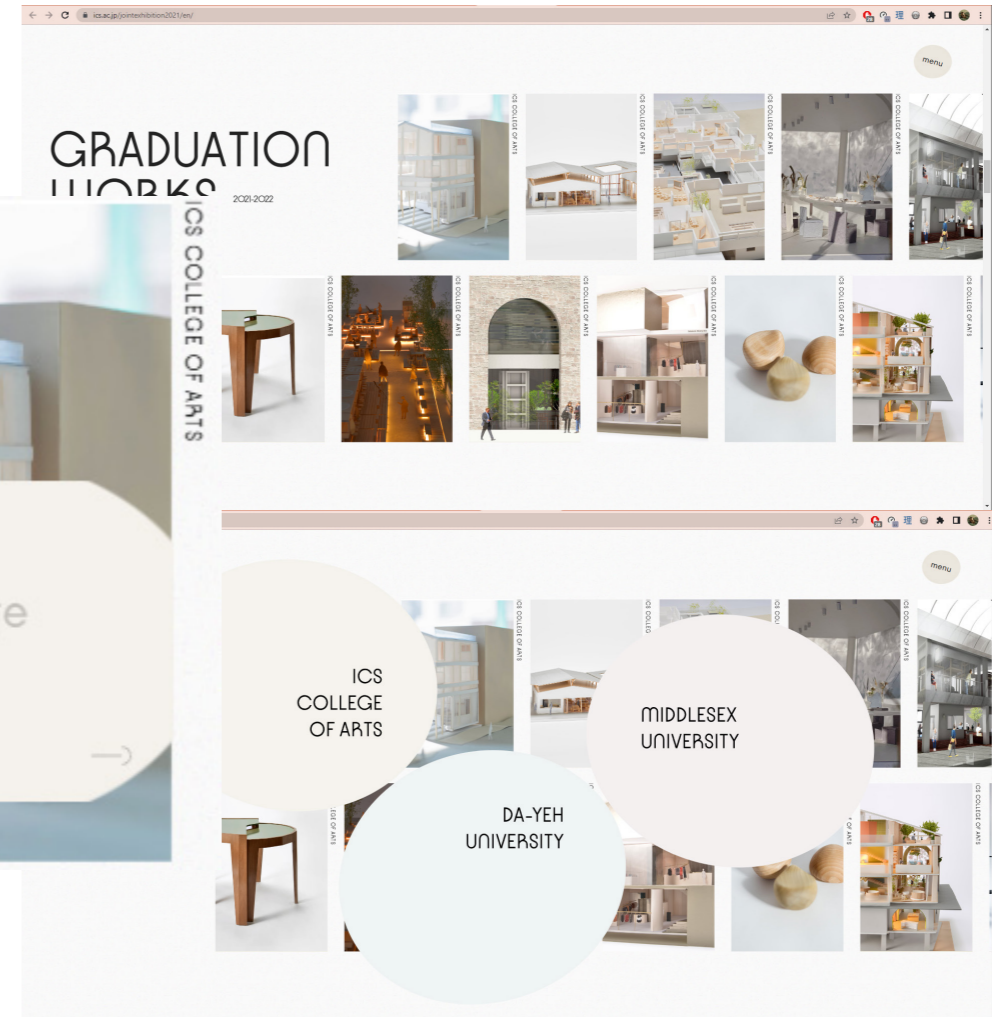 ics.ac.jp/jointexhibition2021/en/
menu
GRADUATION
WORKS
2021-2022
ICS COLLEGE OF ARTS
ICS COLLEGE OF ARTS
ICS COLLEGE OF ARTS
ICS COLLEGE OF ARTS
ICS COLLEGE OF ARTS
ICS COLLEGE OF ARTS
ICS COLLEGE OF ARTS
ICS COLLEGE OF ARTS
ICS COLLEGE OF ARTS
ICS COLLEGE OF ARTS
menu
ICS COLLEGE OF ARTS
ICS COLLEG
ICS
ICS COLLEGE OF ARTS
ICS
COLLEGE
OF ARTS
MIDDLESEX
UNIVERSITY
DA-YEH
UNIVERSITY
LEGE OF ARTS
OF ARTS
ICS COLLEGE OF ARTS